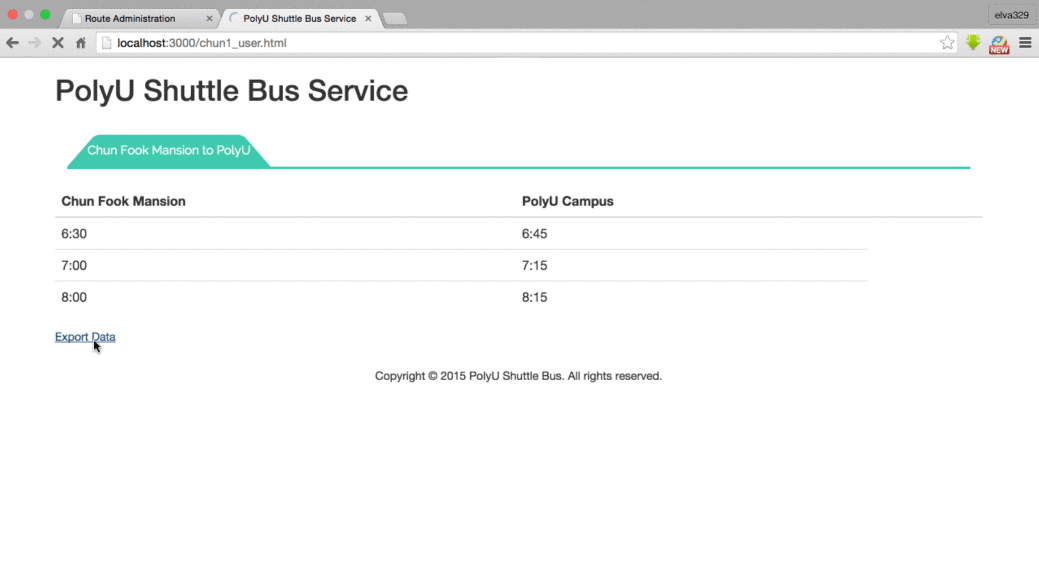 Route Administration
PolyU Shuttle Bus Service
elva329
localhost:3000/chun1_user.html
NEW
PolyU Shuttle Bus Service
Chun Fook Mansion to PolyU
Chun Fook Mansion PolyU Campus
6:30 6:45
7:00 7:15
8:00 8:15
Export Data
Copyright © 2015 PolyU Shuttle Bus. All rights reserved.